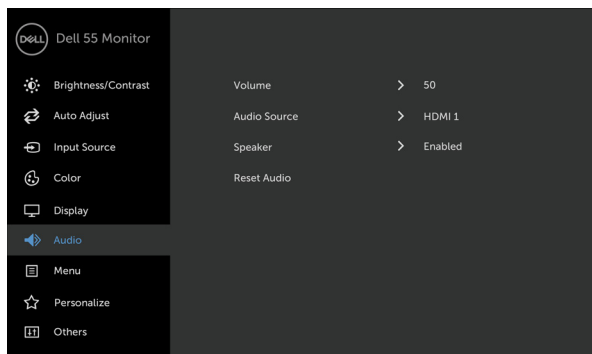 DELL Dell 55 Monitor
Brightness/Contrast
Auto Adjust
Input Source
Color
Display
Audio
Menu
Personalize
Others
Volume > 50
Audio Source > HDMI 1
Speaker > Enabled
Reset Audio